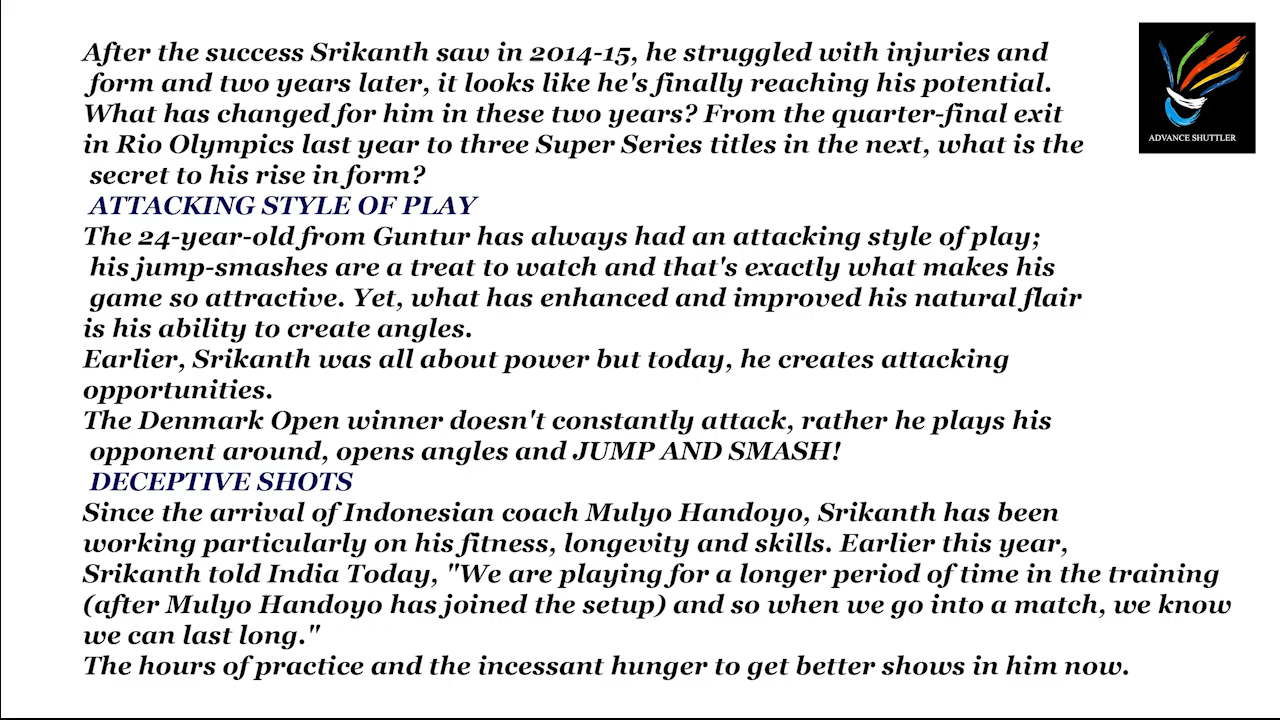 After the success Srikanth saw in 2014-15, he struggled with injuries and
form and two years later, it looks like he's finally reaching his potential.
What has changed for him in these two years? From the quarter-final exit
in Rio Olympics last year to three Super Series titles in the next, what is the
secret to his rise in form?
ATTACKING STYLE OF PLAY
The 24-year-old from Guntur has always had an attacking style of play;
his jump-smashes are a treat to watch and that's exactly what makes his
game so attractive. Yet, what has enhanced and improved his natural flair
is his ability to create angles.
Earlier, Srikanth was all about power but today, he creates attacking
opportunities.
The Denmark Open winner doesn't constantly attack, rather he plays his
opponent around, opens angles and JUMP AND SMASH!
DECEPTIVE SHOTS
Since the arrival of Indonesian coach Mulyo Handoyo, Srikanth has been
working particularly on his fitness, longevity and skills. Earlier this year,
Srikanth told India Today, "We are playing for a longer period of time in the training
(after Mulyo Handoyo has joined the setup) and so when we go into a match, we know
we can last long."
The hours of practice and the incessant hunger to get better shows in him now.
ADVANCE SHUTTLER